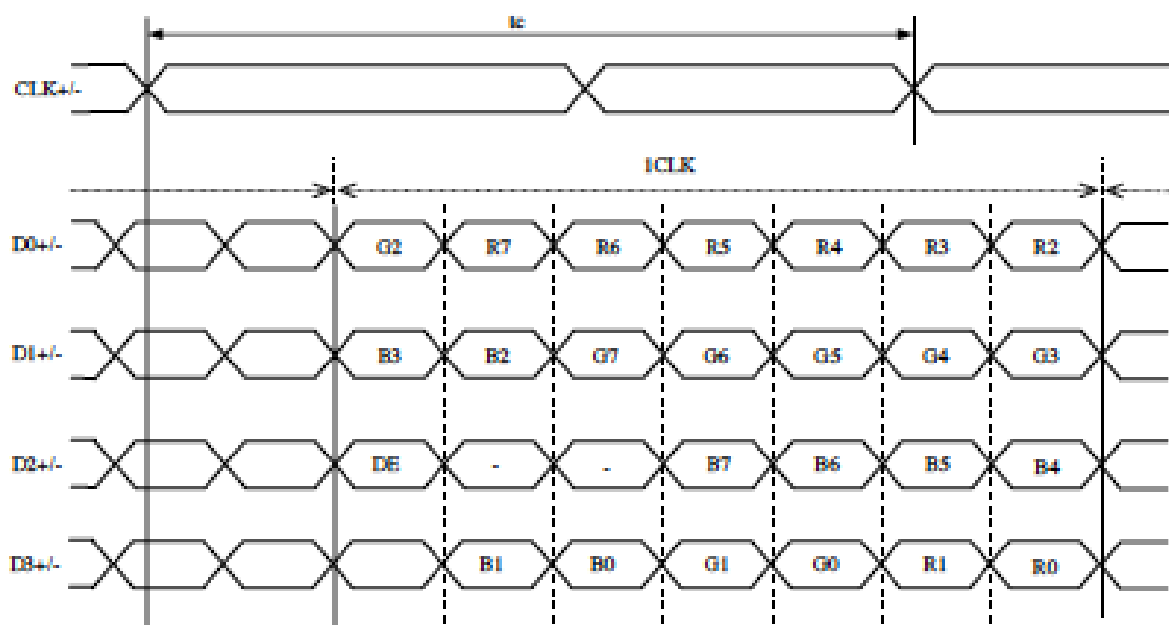 tc
CLK+/-
1CLK
D0+/- G2 R7 R6 R5 R4 R3 R2
D1+/- B3 B2 G7 G6 G5 G4 G3
D2+/- DE - - B7 B6 B5 B4
D3+/- B1 B0 G1 G0 R1 R0